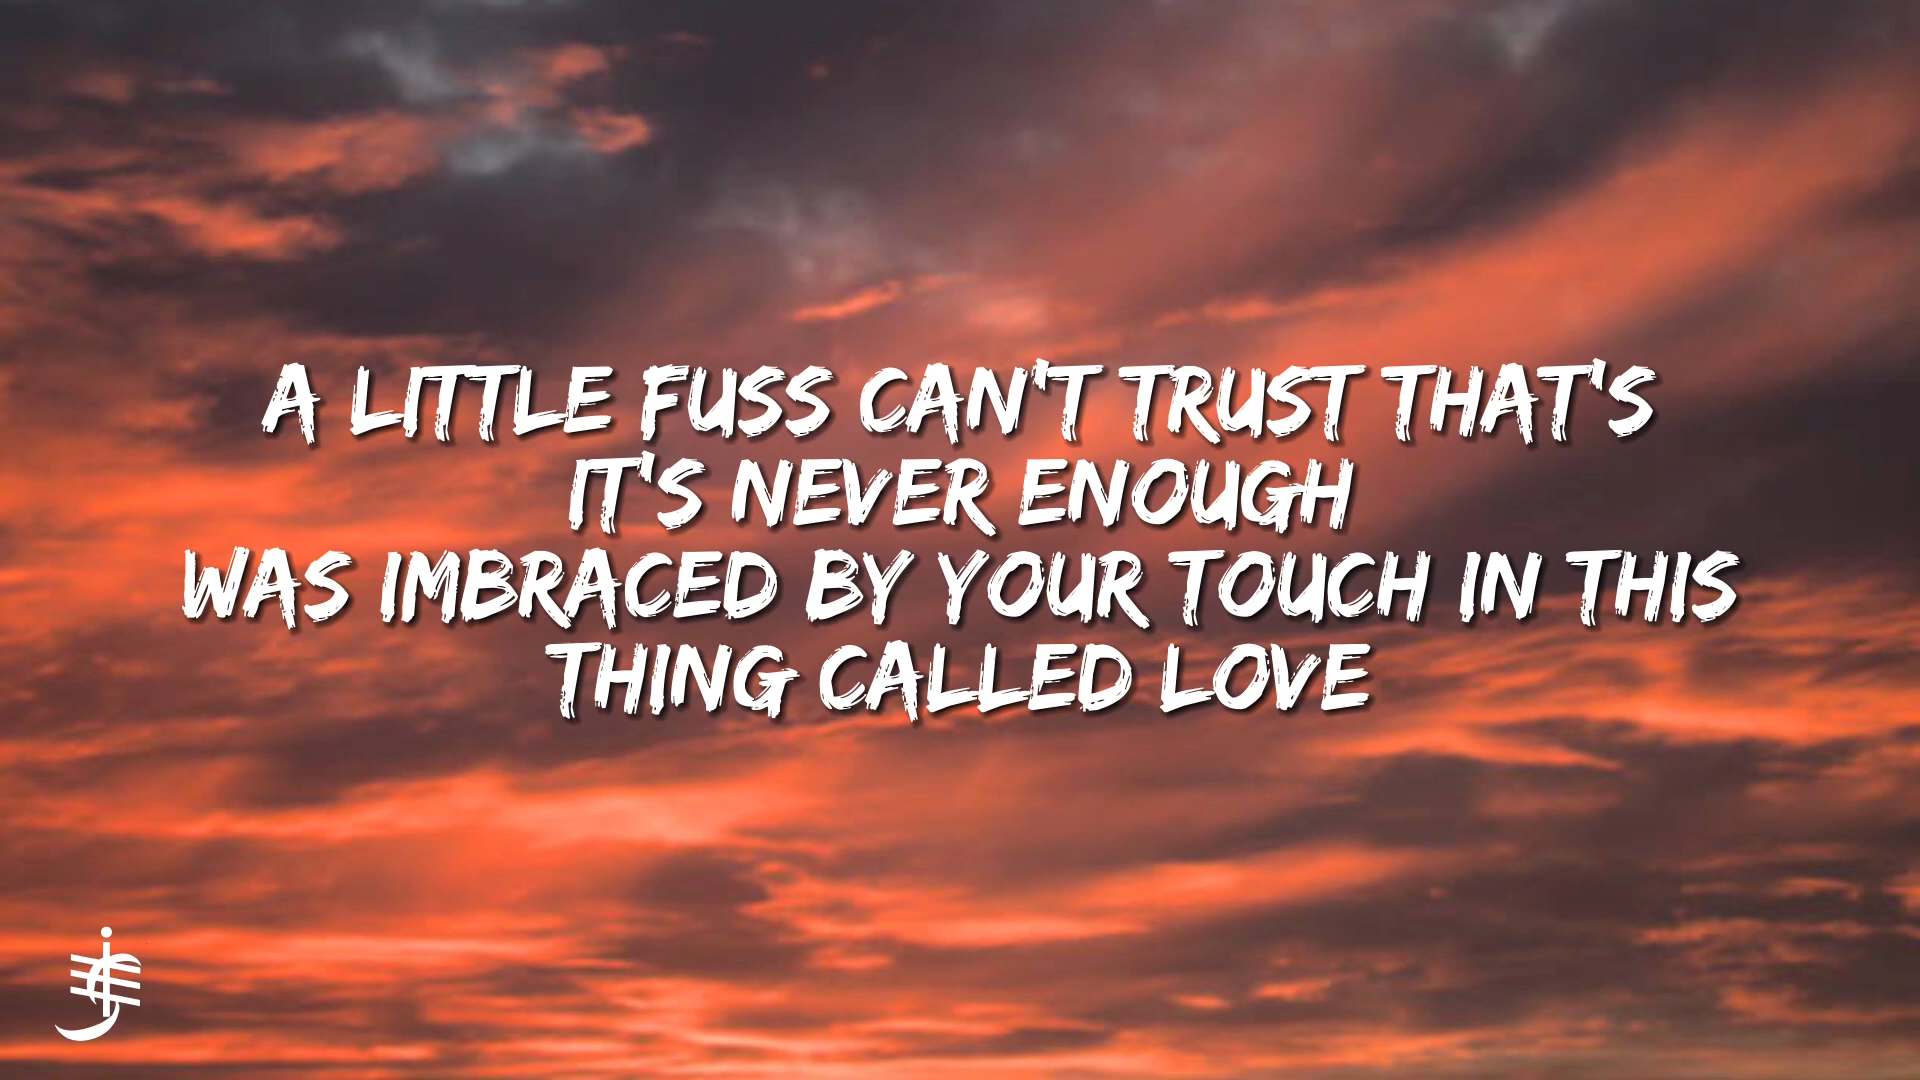 A LITTLE FUSS CAN'T TRUST THAT'S
IT'S NEVER ENOUGH
WAS IMBRACED BY YOUR TOUCH IN THIS
THING CALLED LOVE